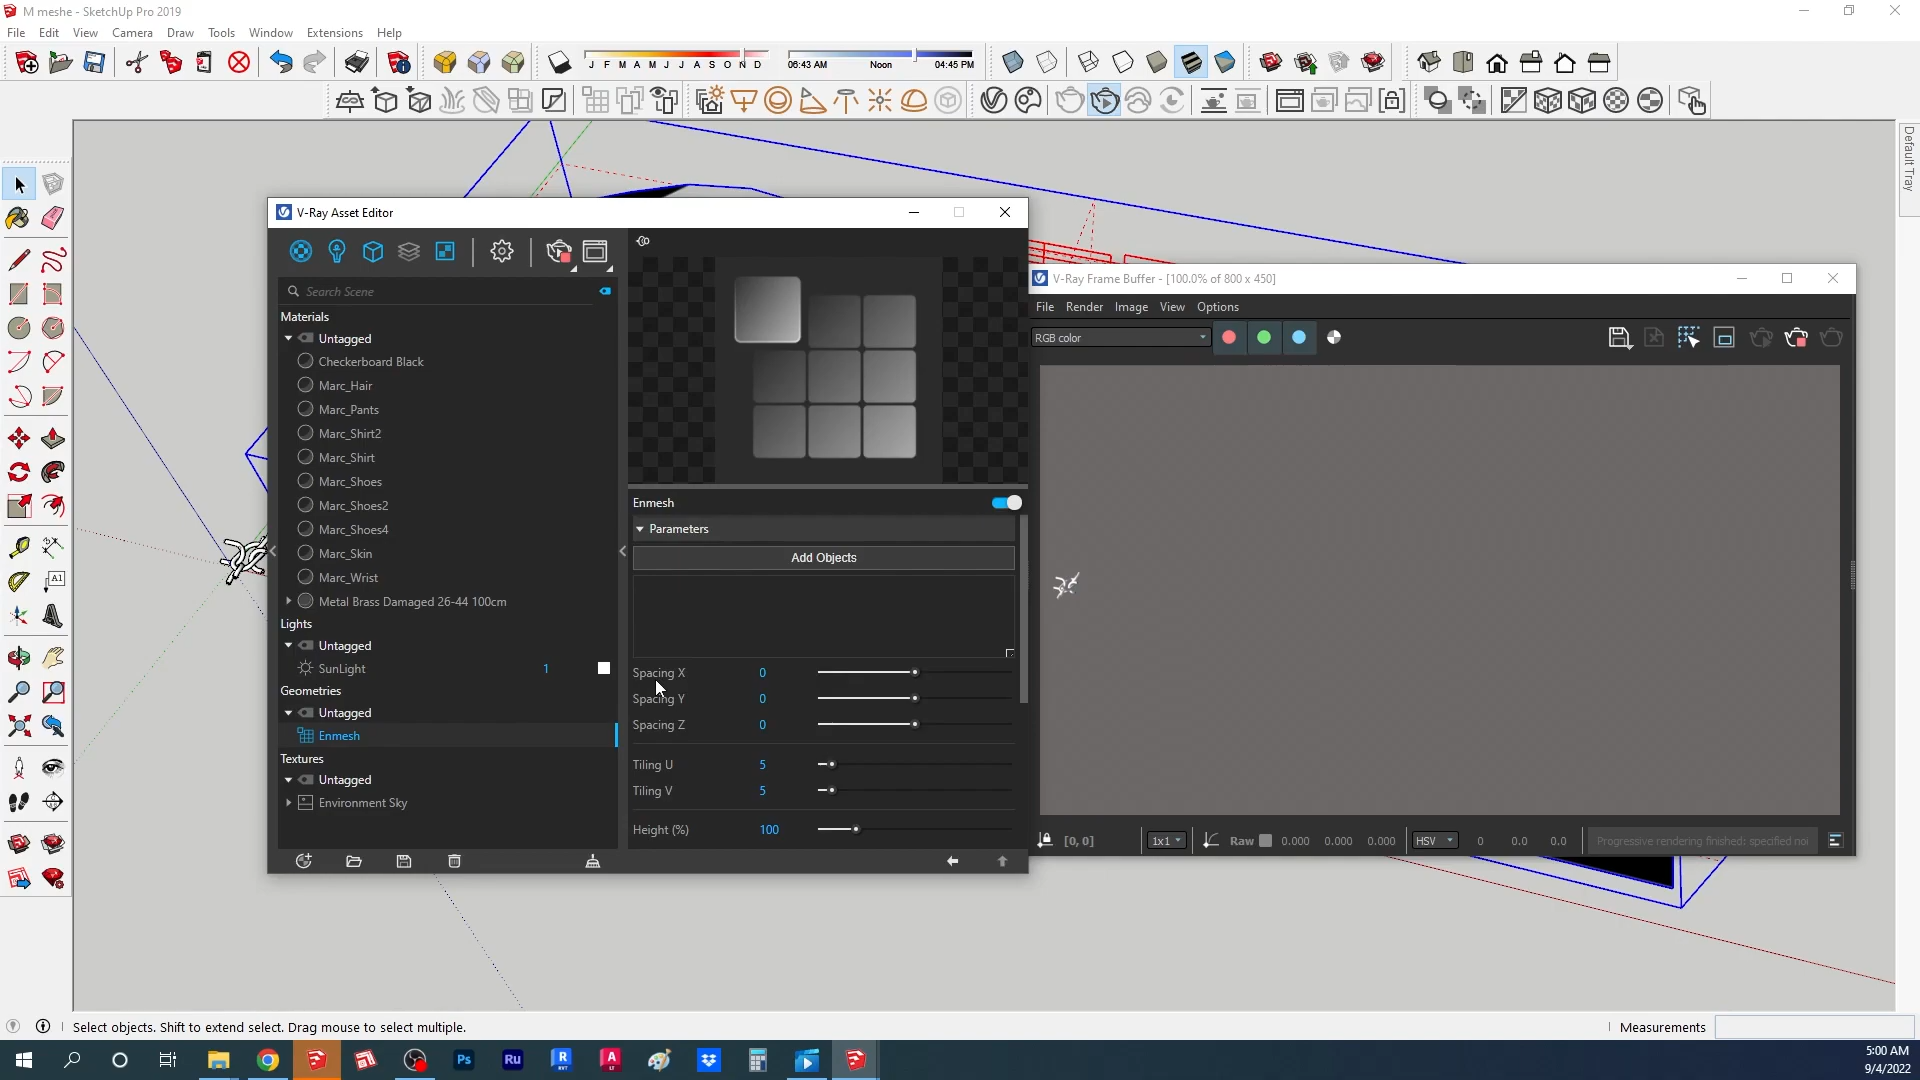 M meshe - SketchUp Pro 2019
File Edit View Camera Draw Tools Window Extensions Help
J F M A M J J A S O N D
06:43 AM Noon 04:45 PM
Default Tray
V-Ray Asset Editor
Search Scene
Materials
Untagged
Checkerboard Black
Marc_Hair
Marc_Pants
Marc_Shirt2
Marc_Shirt
Marc_Shoes
Marc_Shoes2
Marc_Shoes4
Marc_Skin
Marc_Wrist
Metal Brass Damaged 26-44 100cm
Lights
Untagged
SunLight 1
Geometries
Untagged
Enmesh
Textures
Untagged
Environment Sky
Enmesh
Parameters
Add Objects
Spacing X 0
Spacing Y 0
Spacing Z 0
Tiling U 5
Tiling V 5
Height (%) 100
V-Ray Frame Buffer - [100.0% of 800 x 450]
File Render Image View Options
RGB color
[0, 0]
1x1
Raw 0.000 0.000 0.000
HSV 0 0.0 0.0
Progressive rendering finished: specified noi
A1
Select objects. Shift to extend select. Drag mouse to select multiple.
Measurements
Ps
Ru
R
RVT
A
LT
5:00 AM
9/4/2022